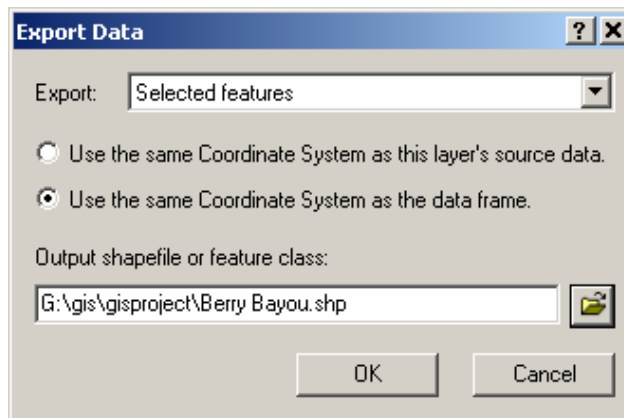 Export Data
Export: Selected features
Use the same Coordinate System as this layer's source data.
Use the same Coordinate System as the data frame.
Output shapefile or feature class:
G:\gis\gisproject\Berry Bayou.shp
OK Cancel